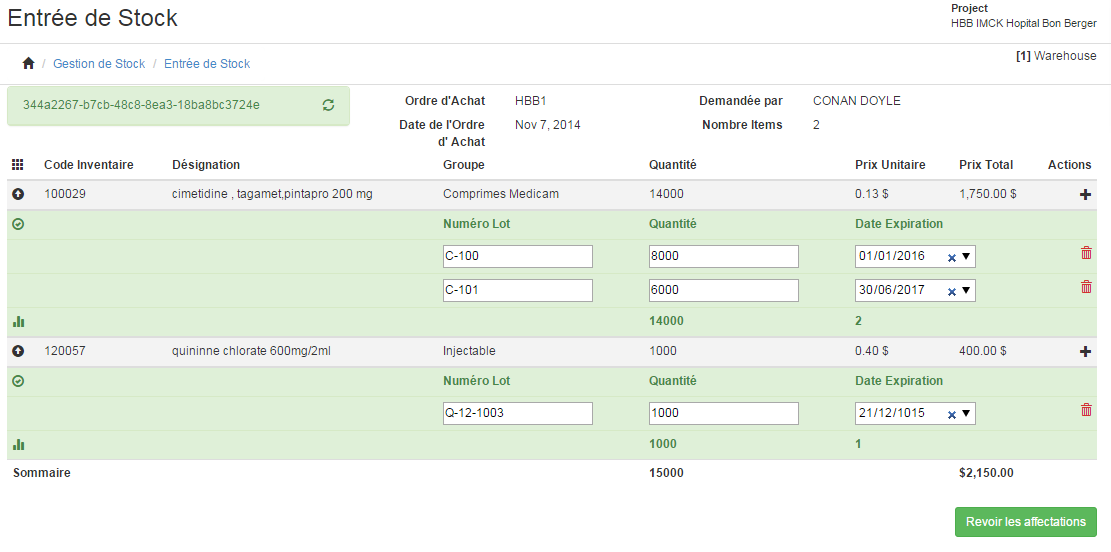 Entrée de Stock
Project
HBB IMCK Hopital Bon Berger
/ Gestion de Stock / Entrée de Stock
[1] Warehouse
344a2267-b7cb-48c8-8ea3-18ba8bc3724e
Ordre d'Achat HBB1 Demandée par CONAN DOYLE
Date de l'Ordre d' Achat Nov 7, 2014 Nombre Items 2
Code Inventaire Désignation Groupe Quantité Prix Unitaire Prix Total Actions
100029 cimetidine , tagamet,pintapro 200 mg Comprimes Medicam 14000 0.13 $ 1,750.00 $
Numéro Lot Quantité Date Expiration
C-100 8000 01/01/2016
C-101 6000 30/06/2017
14000 2
120057 quininne chlorate 600mg/2ml Injectable 1000 0.40 $ 400.00 $
Numéro Lot Quantité Date Expiration
Q-12-1003 1000 21/12/1015
1000 1
Sommaire 15000 $2,150.00
Revoir les affectations